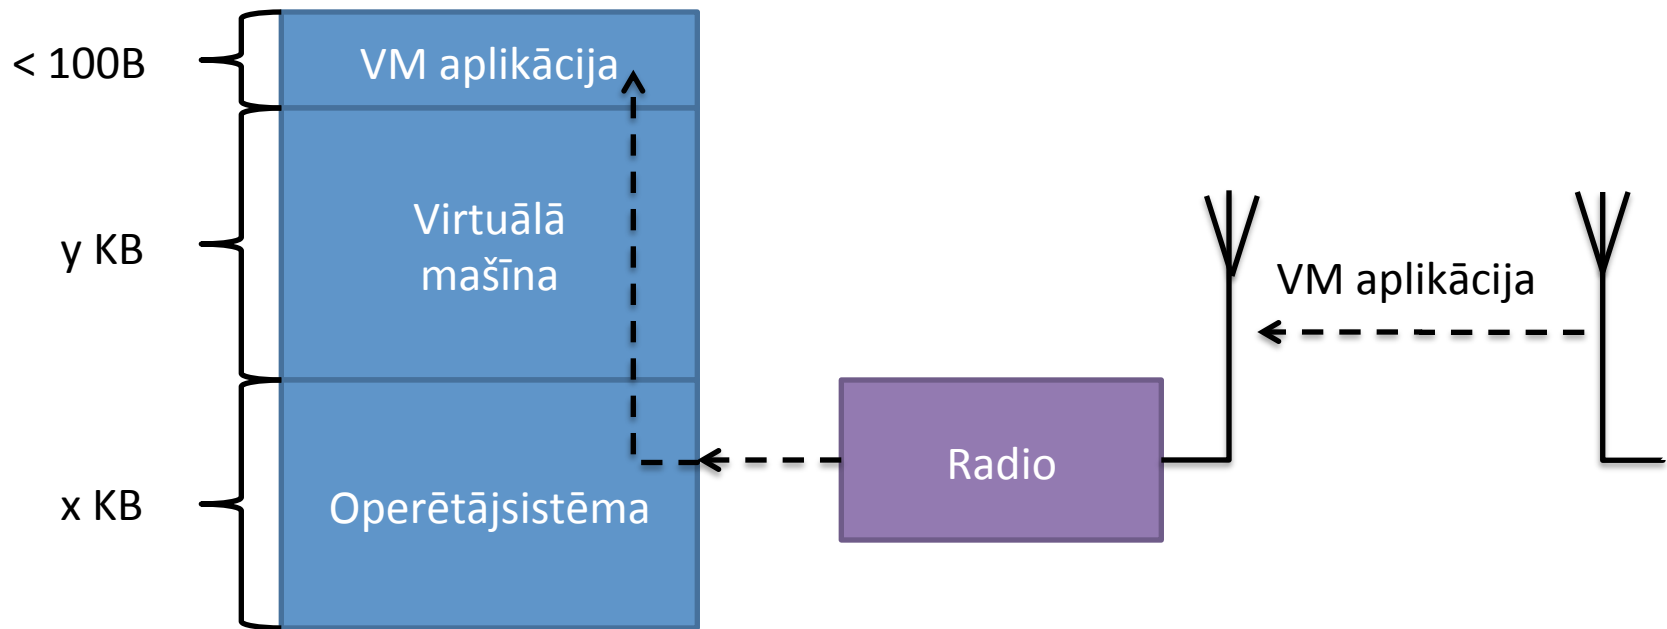 < 100B
VM aplikācija
y KB
Virtuālā
mašīna
VM aplikācija
Radio
x KB
Operētājsistēma